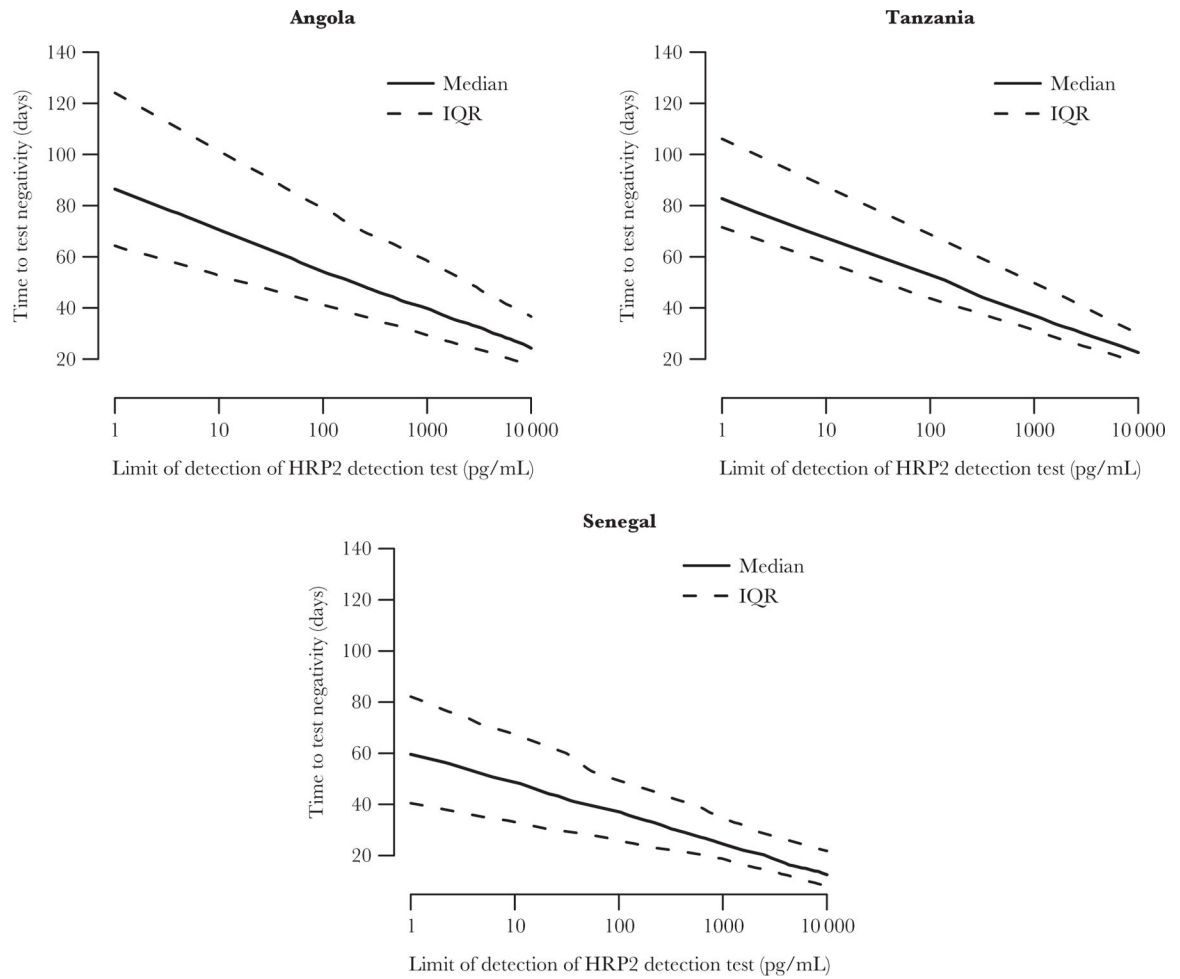 Angola
140
120
100
80
60
40
20
Time to test negativity (days)
Median
IQR
1 10 100 1000 10 000
Limit of detection of HRP2 detection test (pg/mL)
Tanzania
140
120
100
80
60
40
20
Time to test negativity (days)
Median
IQR
1 10 100 1000 10 000
Limit of detection of HRP2 detection test (pg/mL)
Senegal
140
120
100
80
60
40
20
Time to test negativity (days)
Median
IQR
1 10 100 1000 10 000
Limit of detection of HRP2 detection test (pg/mL)